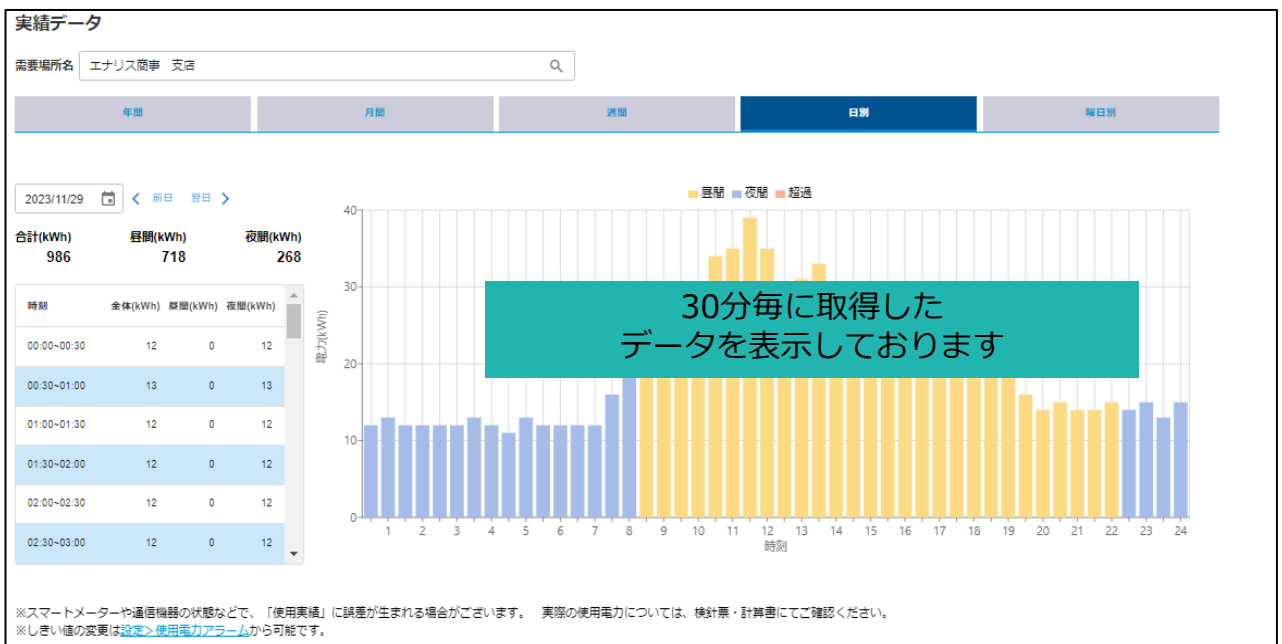 実績データ
需要場所名 エナリス商事 支店
年間 月間 週間 日別 曜日別
2023/11/29 前日 翌日
合計(kWh) 昼間(kWh) 夜間(kWh)
986 718 268
時刻 全体(kWh) 昼間(kWh) 夜間(kWh)
00:00~00:30 12 0 12
00:30~01:00 13 0 13
01:00~01:30 12 0 12
01:30~02:00 12 0 12
02:00~02:30 12 0 12
02:30~03:00 12 0 12
昼間 夜間 超過
電力(kWh)
40
30
20
10
0
30分毎に取得した
データを表示しております
1 2 3 4 5 6 7 8 9 10 11 12 13 14 15 16 17 18 19 20 21 22 23 24
時刻
※スマートメーターや通信機器の状態などで、「使用実績」に誤差が生まれる場合がございます。 実際の使用電力については、検針票・計算書にてご確認ください。
※しきい値の変更は設定＞使用電力アラームから可能です。